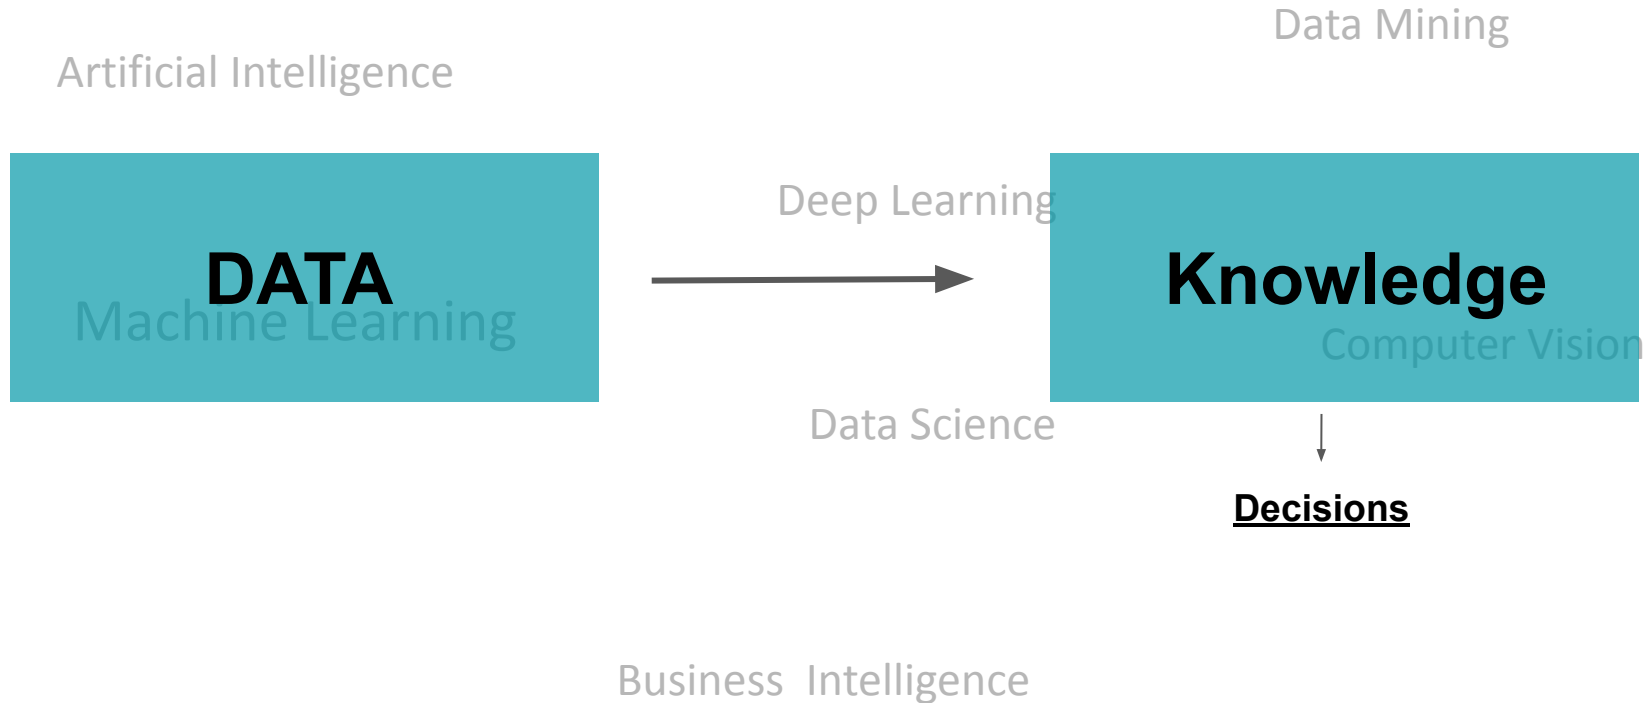 Data Mining
Artificial Intelligence
Deep Learning
DATA
Knowledge
Machine Learning
Computer Vision
Data Science
Decisions
Business  Intelligence